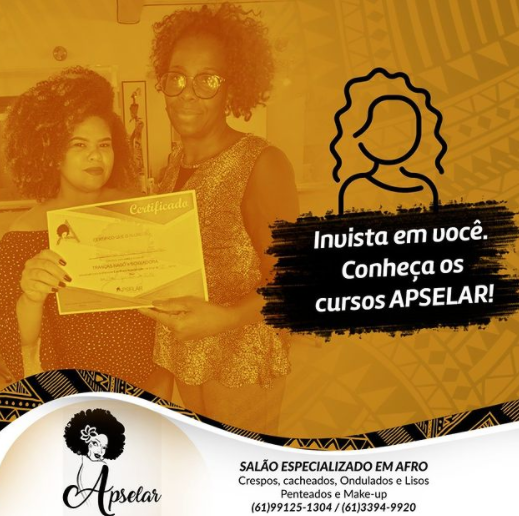 Certificado
APSELAR
Invista em você.
Conheça os
cursos APSELAR!
Apselar
SALÃO ESPECIALIZADO EM AFRO
Crespos, cacheados, Ondulados e Lisos
Penteados e Make-up
(61)99125-1304 / (61)3394-9920